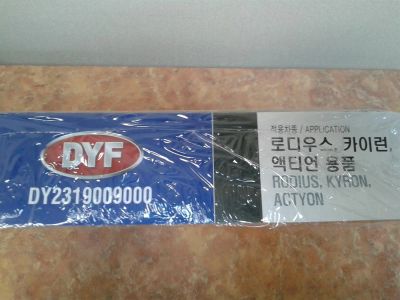 DYF
DY2319009000
적용차종 / APPLICATION
로디우스, 카이런,
액티언 용품
RODIUS, KYRON,
ACTYON